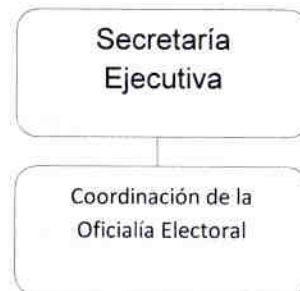 Secretaría
Ejecutiva
Coordinación de la
Oficialía Electoral